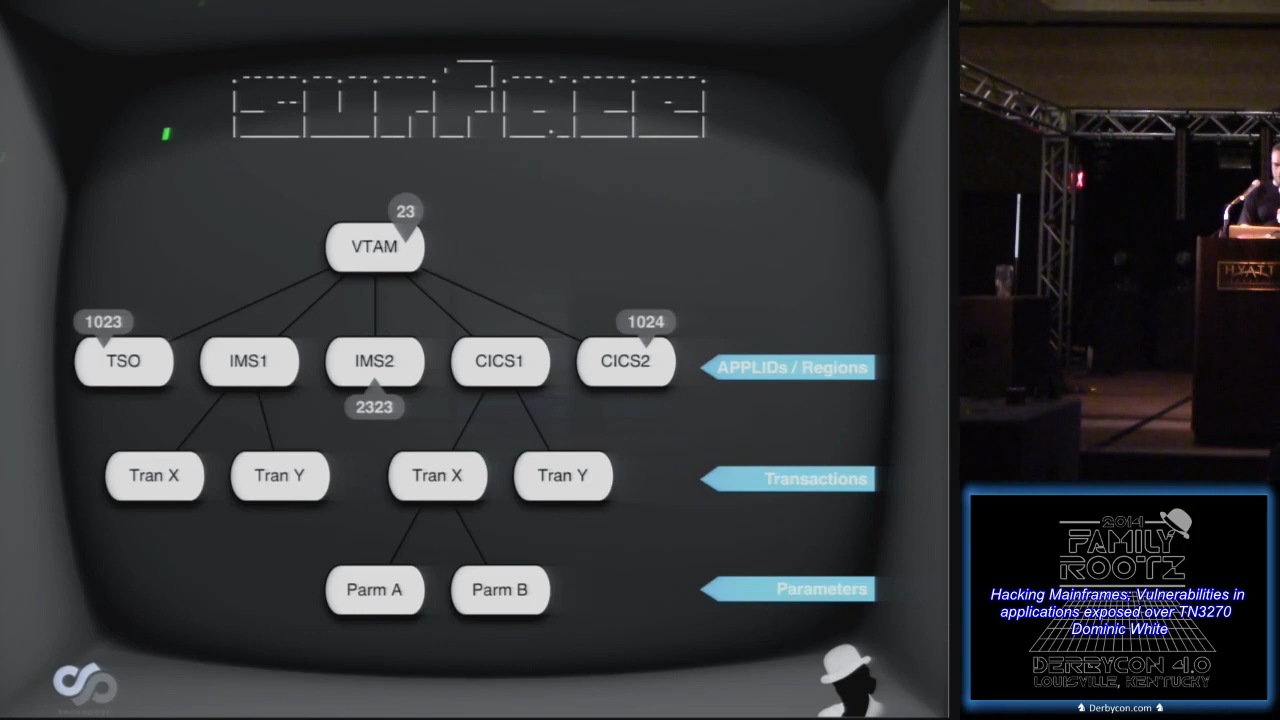 23
VTAM
1023
1024
TSO
IMS1
IMS2
CICS1
CICS2
APPLIDs / Regions
2323
Tran X
Tran Y
Tran X
Tran Y
Transactions
Parm A
Parm B
Parameters
HYATT
2014
FAMILY
ROOTZ
Hacking Mainframes; Vulnerabilities in
applications exposed over TN3270
Dominic White
DERBYCON 4.0
LOUISVILLE, KENTUCKY
Derbycon.com